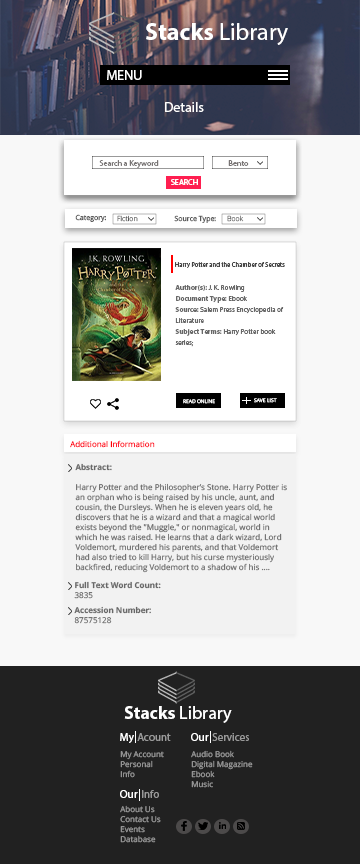 Stacks Library
MENU
Details
Search a Keyword
Bento
SEARCH
Category:
Fiction
Source Type:
Book
J.K. ROWLING
HARRY POTTER
and the
Chamber of Secrets
Harry Potter and the Chamber of Secrets
Author(s): J. K. Rowling
Document Type: Ebook
Source: Salem Press Encyclopedia of
Literature
Subject Terms: Harry Potter book
series;
READ ONLINE
SAVE LIST
Additional Information
Abstract:
Harry Potter and the Philosopher's Stone. Harry Potter is
an orphan who is being raised by his uncle, aunt, and
cousin, the Dursleys. When he is eleven years old, he
discovers that he is a wizard and that a magical world
exists beyond the "Muggle," or nonmagical, world in
which he was raised. He learns that a dark wizard, Lord
Voldemort, murdered his parents, and that Voldemort
had also tried to kill Harry, but his curse mysteriously
backfired, reducing Voldemort to a shadow of his ....
Full Text Word Count:
3835
Accession Number:
87575128
Stacks Library
My|Acount
My Account
Personal
Info
Our|Services
Audio Book
Digital Magazine
Ebook
Music
Our|Info
About Us
Contact Us
Events
Database